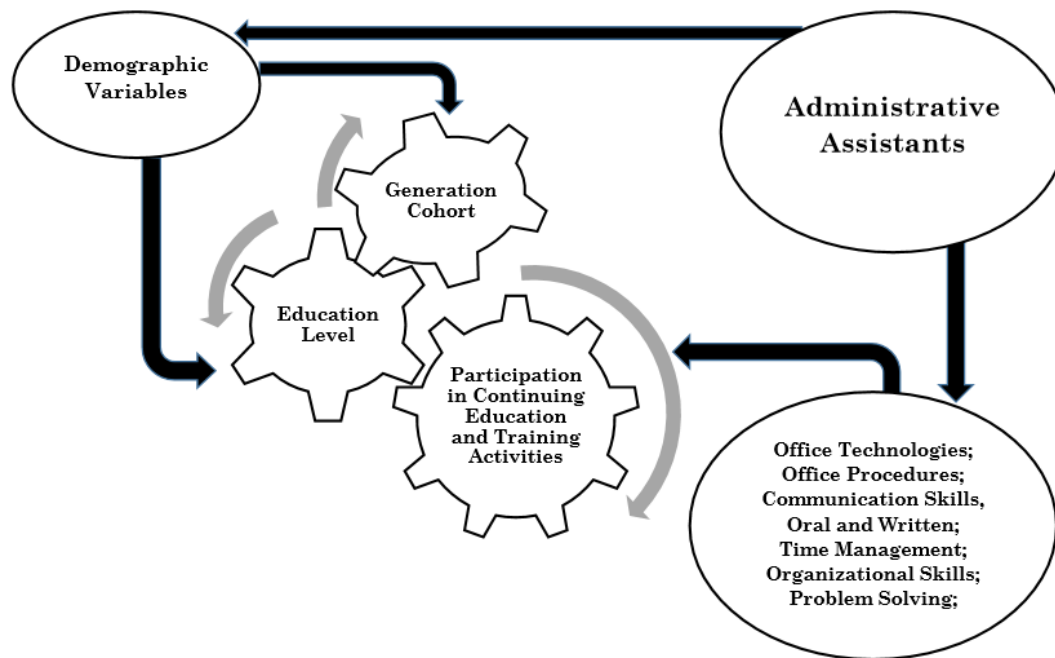 Demographic
Variables
Administrative
Assistants
Generation
Cohort
Education
Level
Participation
in Continuing
Education
and Training
Activities
Office Technologies;
Office Procedures;
Communication Skills,
Oral and Written;
Time Management;
Organizational Skills;
Problem Solving;